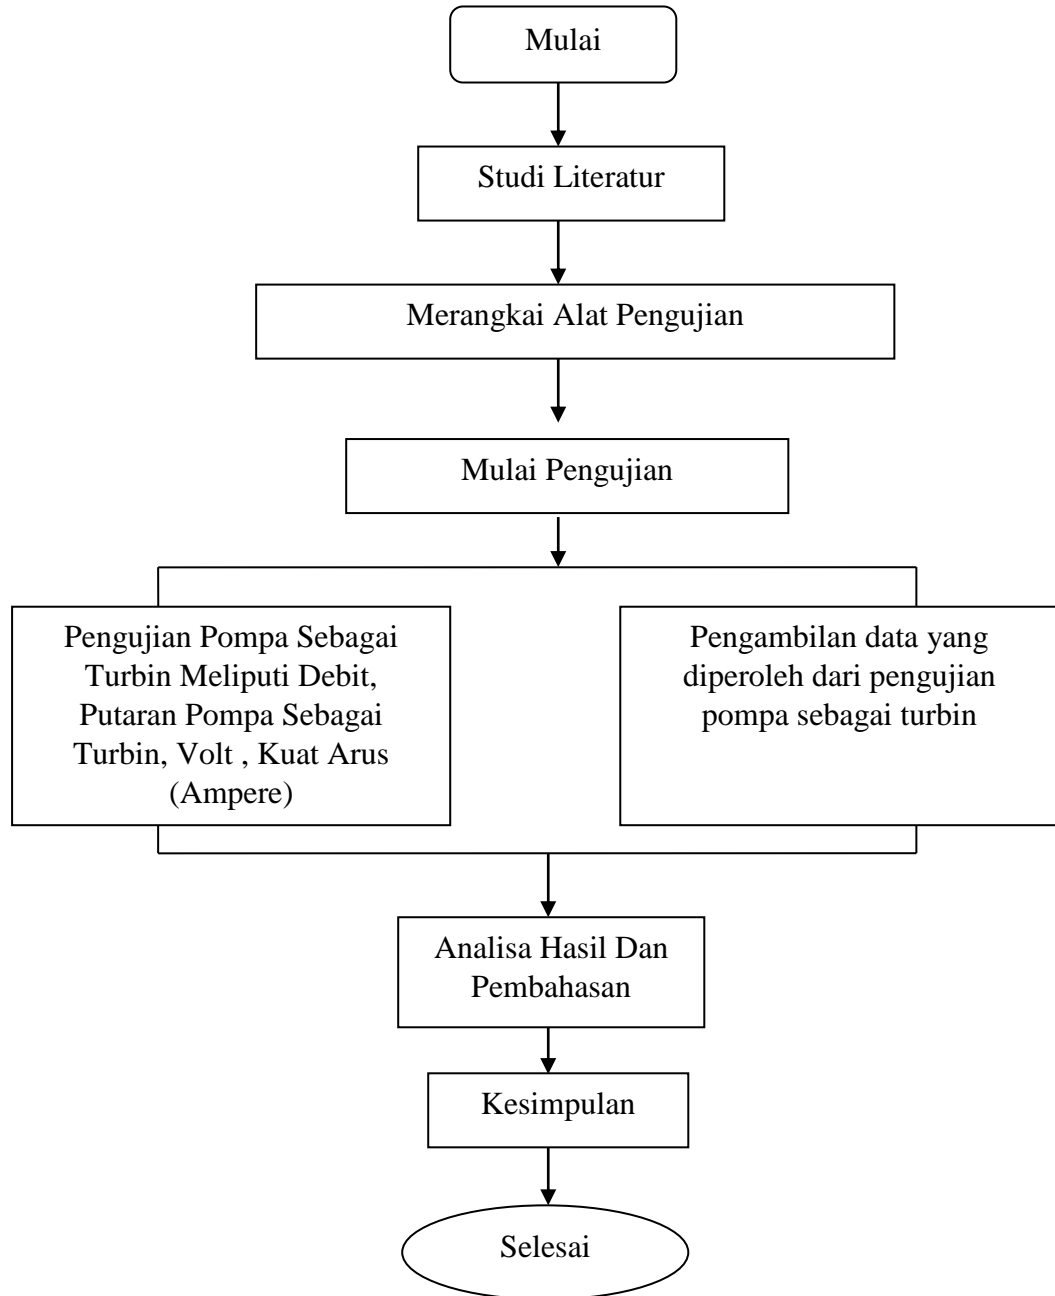 Mulai
Studi Literatur
Merangkai Alat Pengujian
Mulai Pengujian
Pengujian Pompa Sebagai
Turbin Meliputi Debit,
Putaran Pompa Sebagai
Turbin, Volt , Kuat Arus
(Ampere)
Pengambilan data yang
diperoleh dari pengujian
pompa sebagai turbin
Analisa Hasil Dan
Pembahasan
Kesimpulan
Selesai